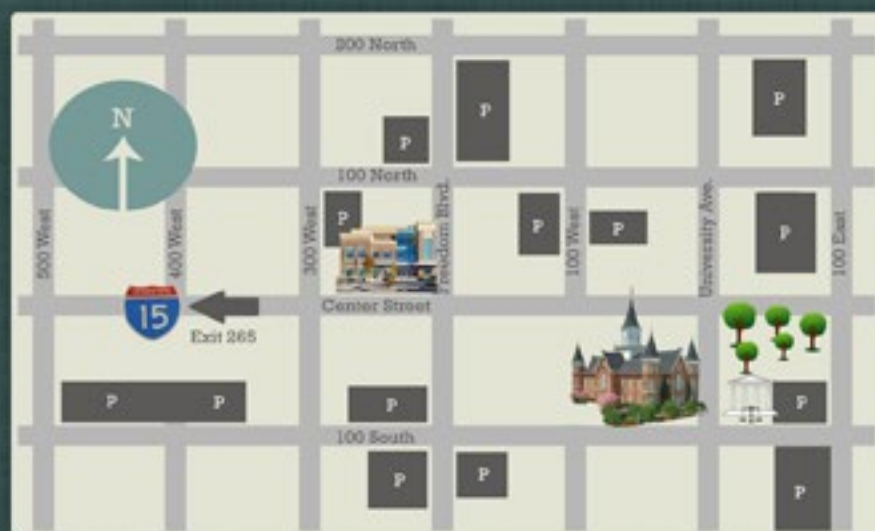 200 North
P
P
P
N
100 North
P
P
P
P
500 West
400 West
300 West
Freedom Blvd.
100 West
University Ave.
100 East
15
Center Street
Exit 265
P
P
P
P
100 South
P
P
P